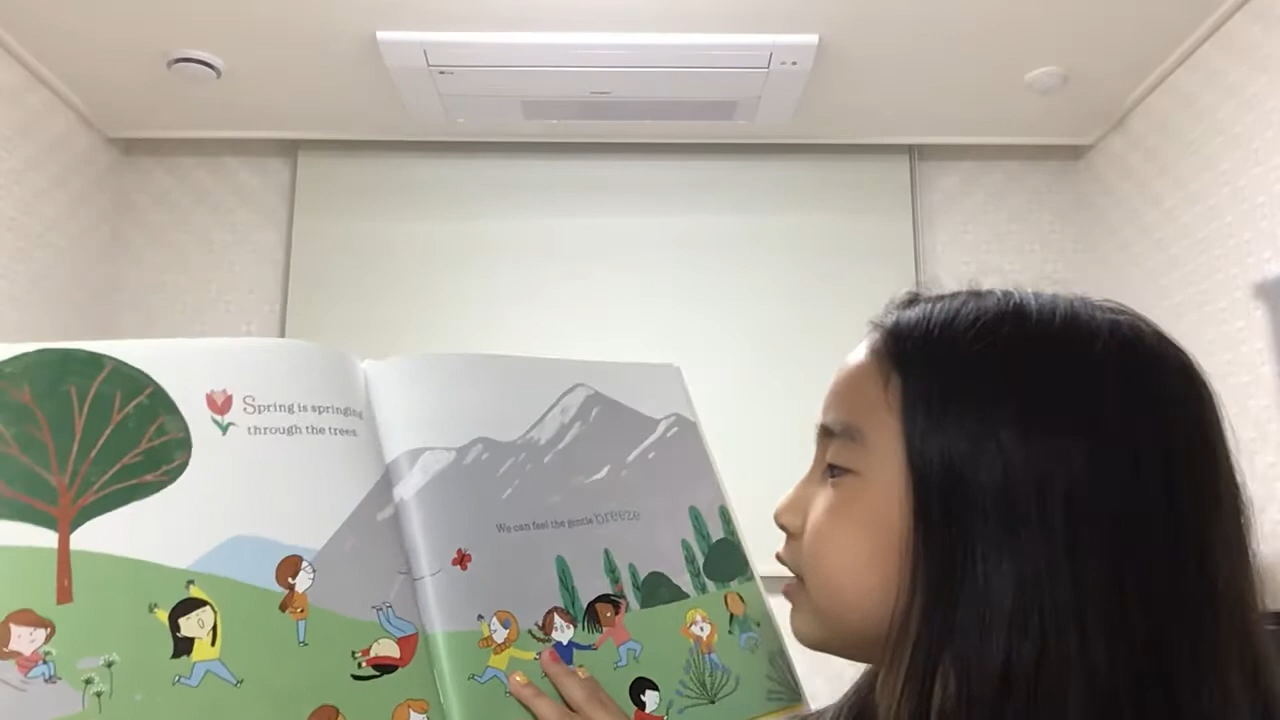 Spring is springing
through the trees.
We can feel the gentle breeze